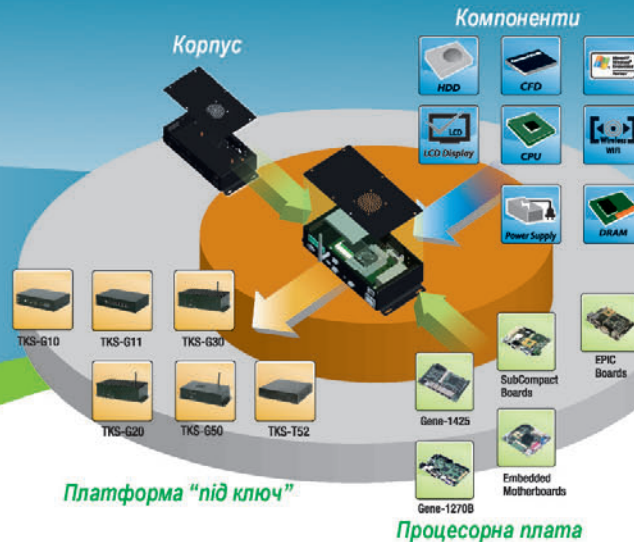 Компоненти
Корпус
HDD
CFD
LCD
LCD Display
CPU
Wireless
WIFI
Power Supply
DRAM
TKS-G10
TKS-G11
TKS-G30
TKS-G20
TKS-G50
TKS-T52
Gene-1425
SubCompact
Boards
EPIC
Boards
Gene-1270B
Embedded
Motherboards
Платформа “під ключ”
Процесорна плата